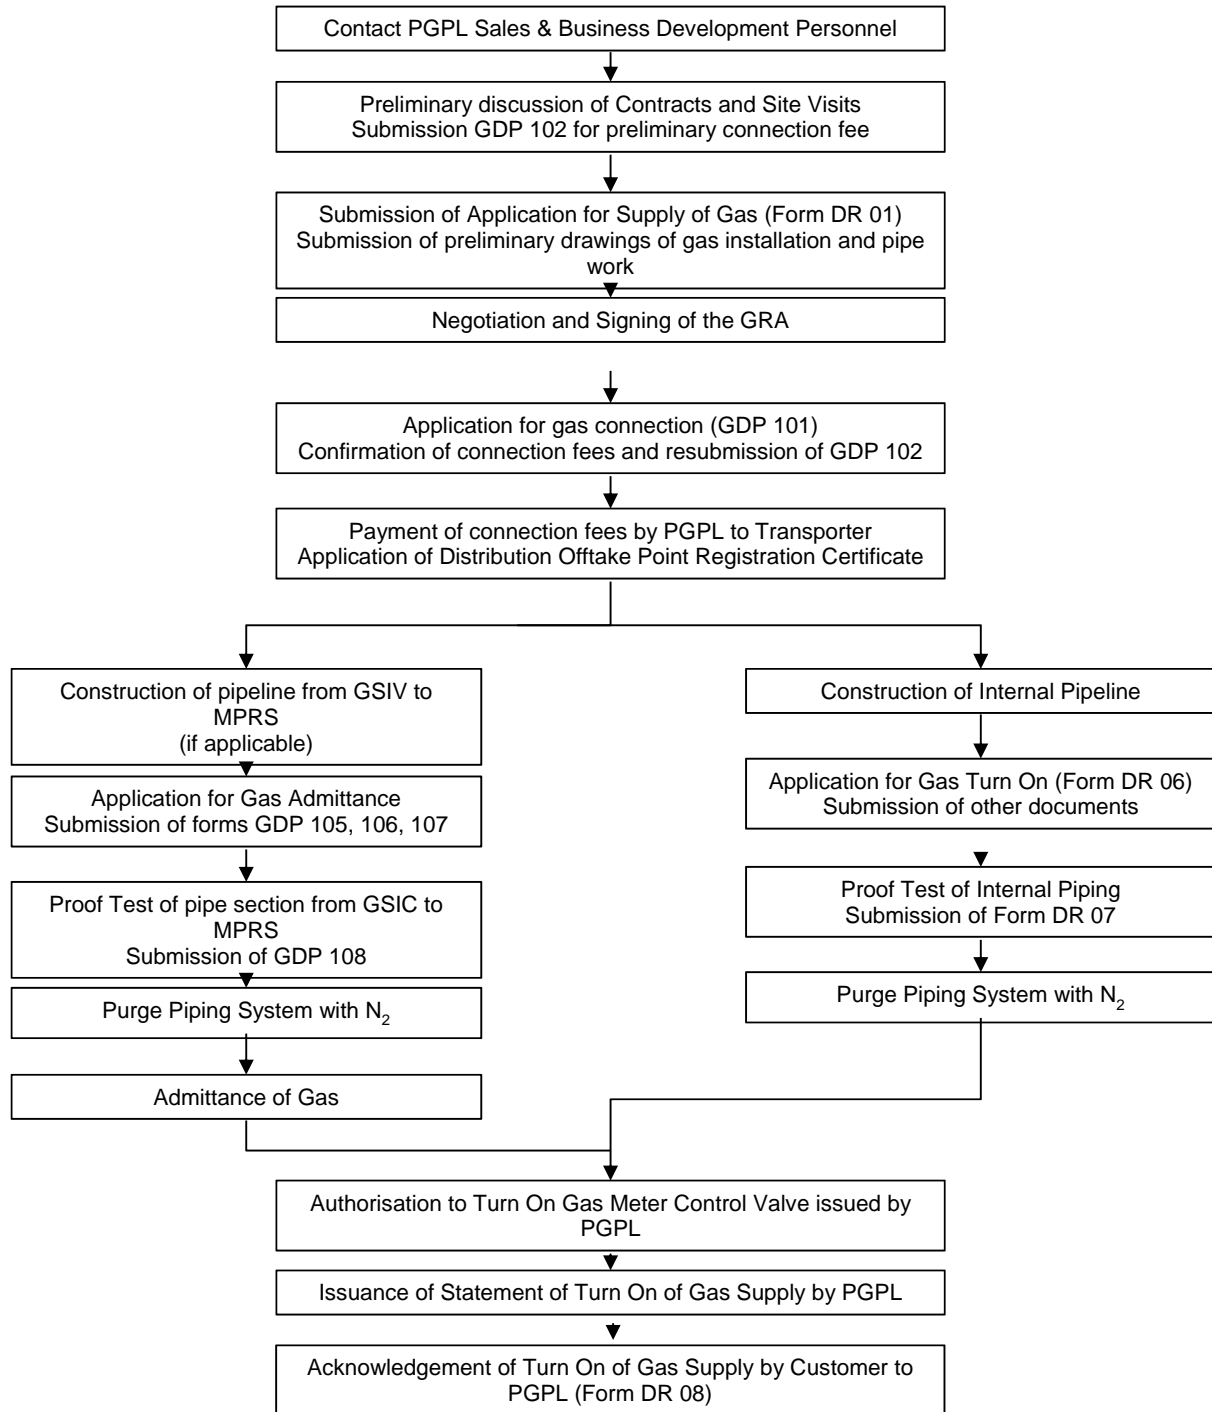 Contact PGPL Sales & Business Development Personnel
Preliminary discussion of Contracts and Site Visits
Submission GDP 102 for preliminary connection fee
Submission of Application for Supply of Gas (Form DR 01)
Submission of preliminary drawings of gas installation and pipe
work
Negotiation and Signing of the GRA
Application for gas connection (GDP 101)
Confirmation of connection fees and resubmission of GDP 102
Payment of connection fees by PGPL to Transporter
Application of Distribution Offtake Point Registration Certificate
Construction of pipeline from GSIV to
MPRS
(if applicable)
Application for Gas Admittance
Submission of forms GDP 105, 106, 107
Proof Test of pipe section from GSIC to
MPRS
Submission of GDP 108
Purge Piping System with N₂
Admittance of Gas
Construction of Internal Pipeline
Application for Gas Turn On (Form DR 06)
Submission of other documents
Proof Test of Internal Piping
Submission of Form DR 07
Purge Piping System with N₂
Authorisation to Turn On Gas Meter Control Valve issued by
PGPL
Issuance of Statement of Turn On of Gas Supply by PGPL
Acknowledgement of Turn On of Gas Supply by Customer to
PGPL (Form DR 08)